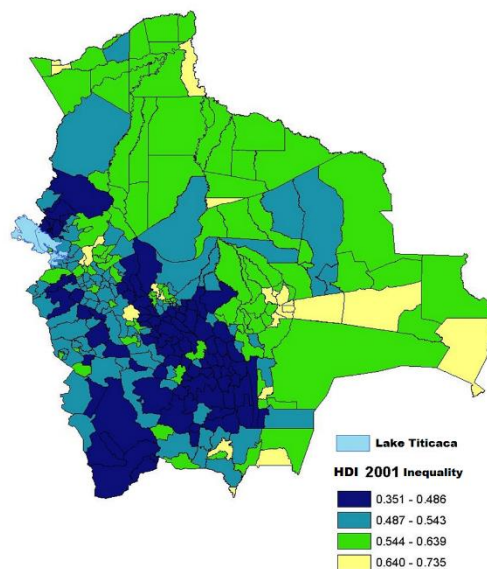 Lake Titicaca
HDI 2001 Inequality
0.351 - 0.486
0.487 - 0.543
0.544 - 0.639
0.640 - 0.735